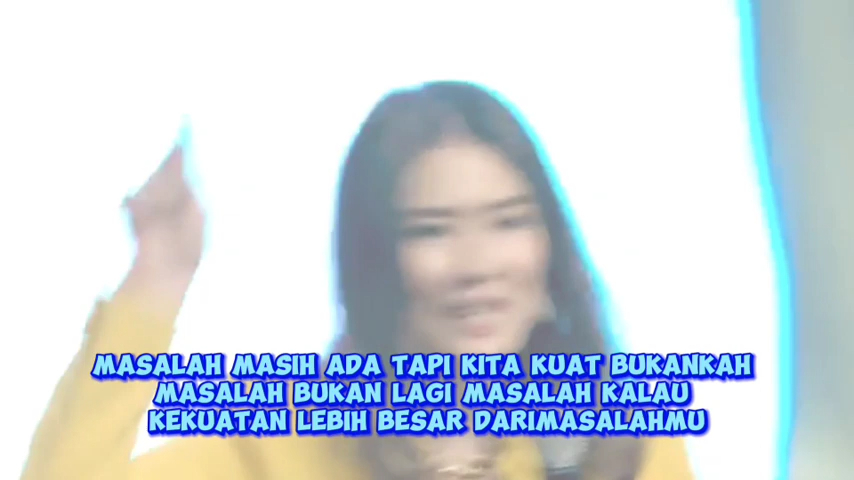 MASALAH MASIH ADA TAPI KITA KUAT BUKANKAH
MASALAH BUKAN LAGI MASALAH KALAU
KEKUATAN LEBIH BESAR DARIMASALAHMU